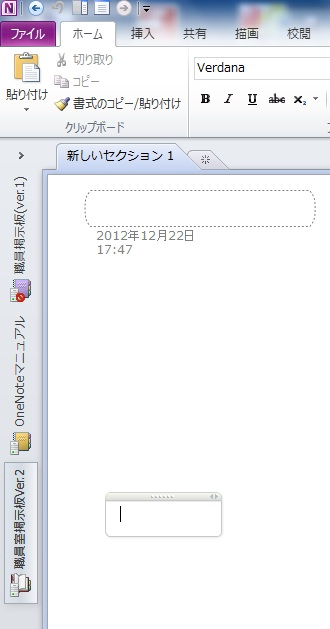 ファイル ホーム 挿入 共有 描画 校閲
切り取り
コピー
貼り付け
書式のコピー/貼り付け
クリップボード
Verdana
B I U abc x₂
新しいセクション 1
2012年12月22日
17:47
職員掲示板(ver.1)
OneNoteマニュアル
職員室掲示板Ver.2